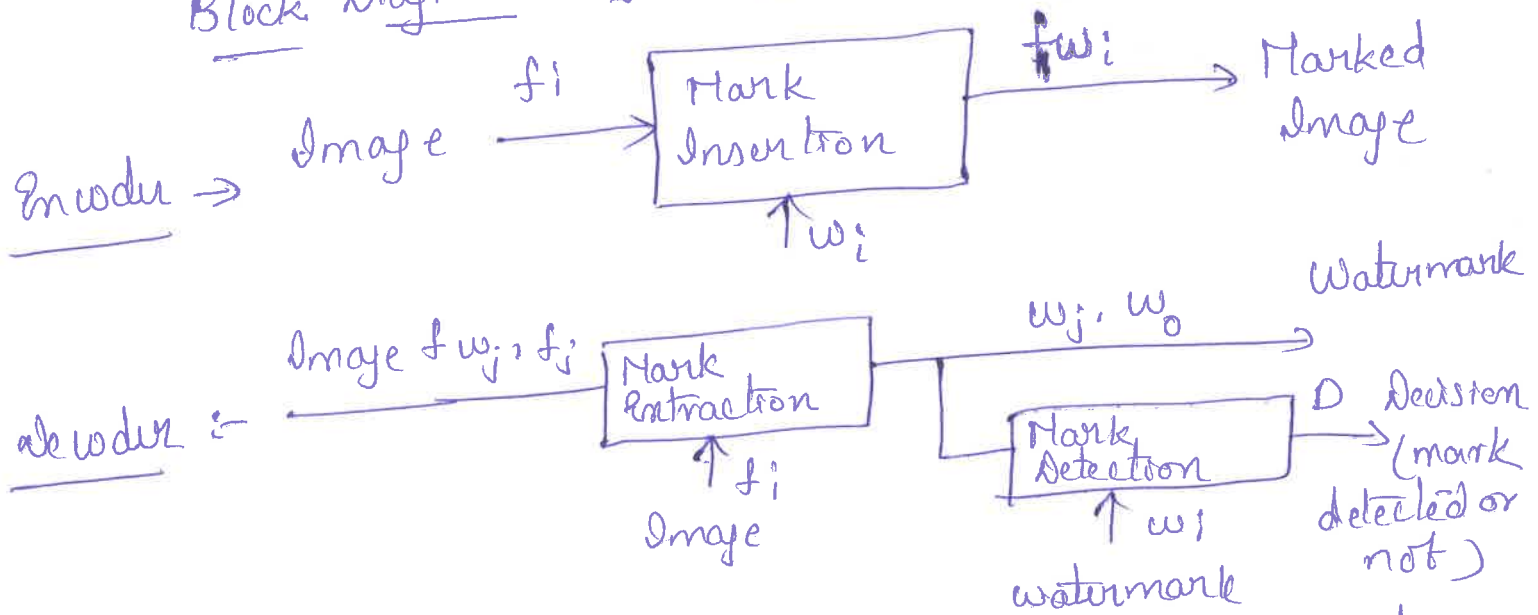 Block
fi
fwi
Marked
Image
Image
Mark
Insertion
Encoder →
wi
Watermark
wj, wo
Image fwj, fj
Mark
Extraction
Decoder :-
D Decision
(mark
detected or
not)
Mark
Detection
fi
Image
wi
watermark